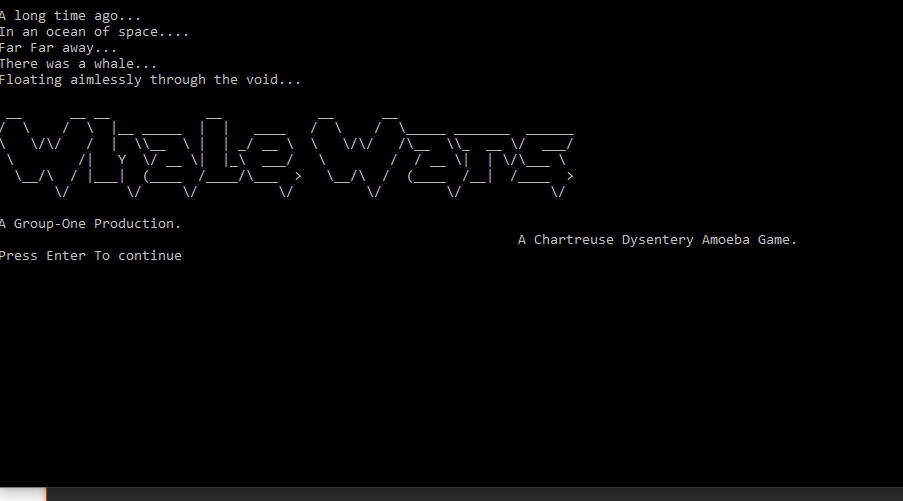 A long time ago...
In an ocean of space....
Far Far away...
There was a whale...
Floating aimlessly through the void...
Whale Wars
A Group-One Production.
A Chartreuse Dysentery Amoeba Game.
Press Enter To continue